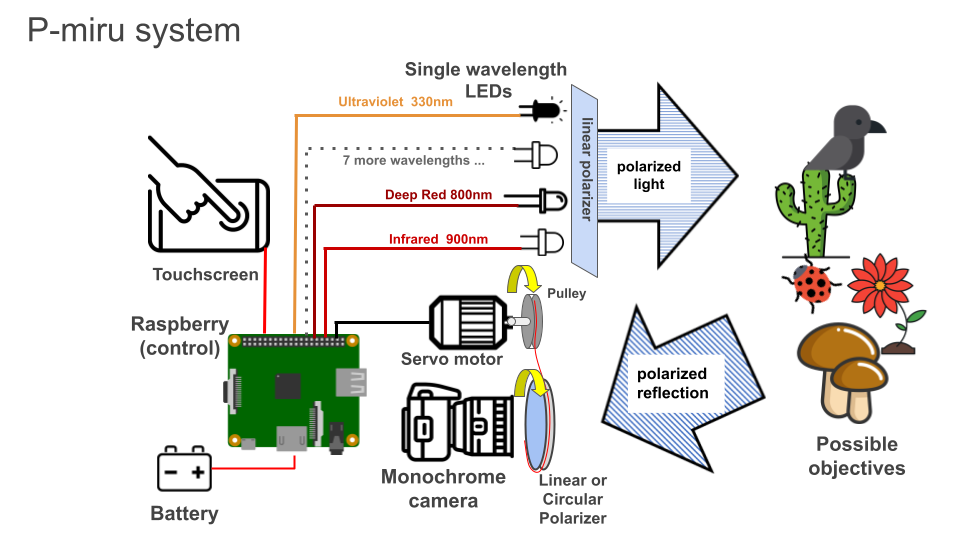 P-miru system
Single wavelength
LEDs
Ultraviolet 330nm
7 more wavelengths ...
Deep Red 800nm
Infrared 900nm
linear polarizer
polarized
light
Touchscreen
Pulley
Raspberry
(control)
Servo motor
polarized
reflection
Monochrome
camera
Linear or
Circular
Polarizer
Possible
objectives
Battery